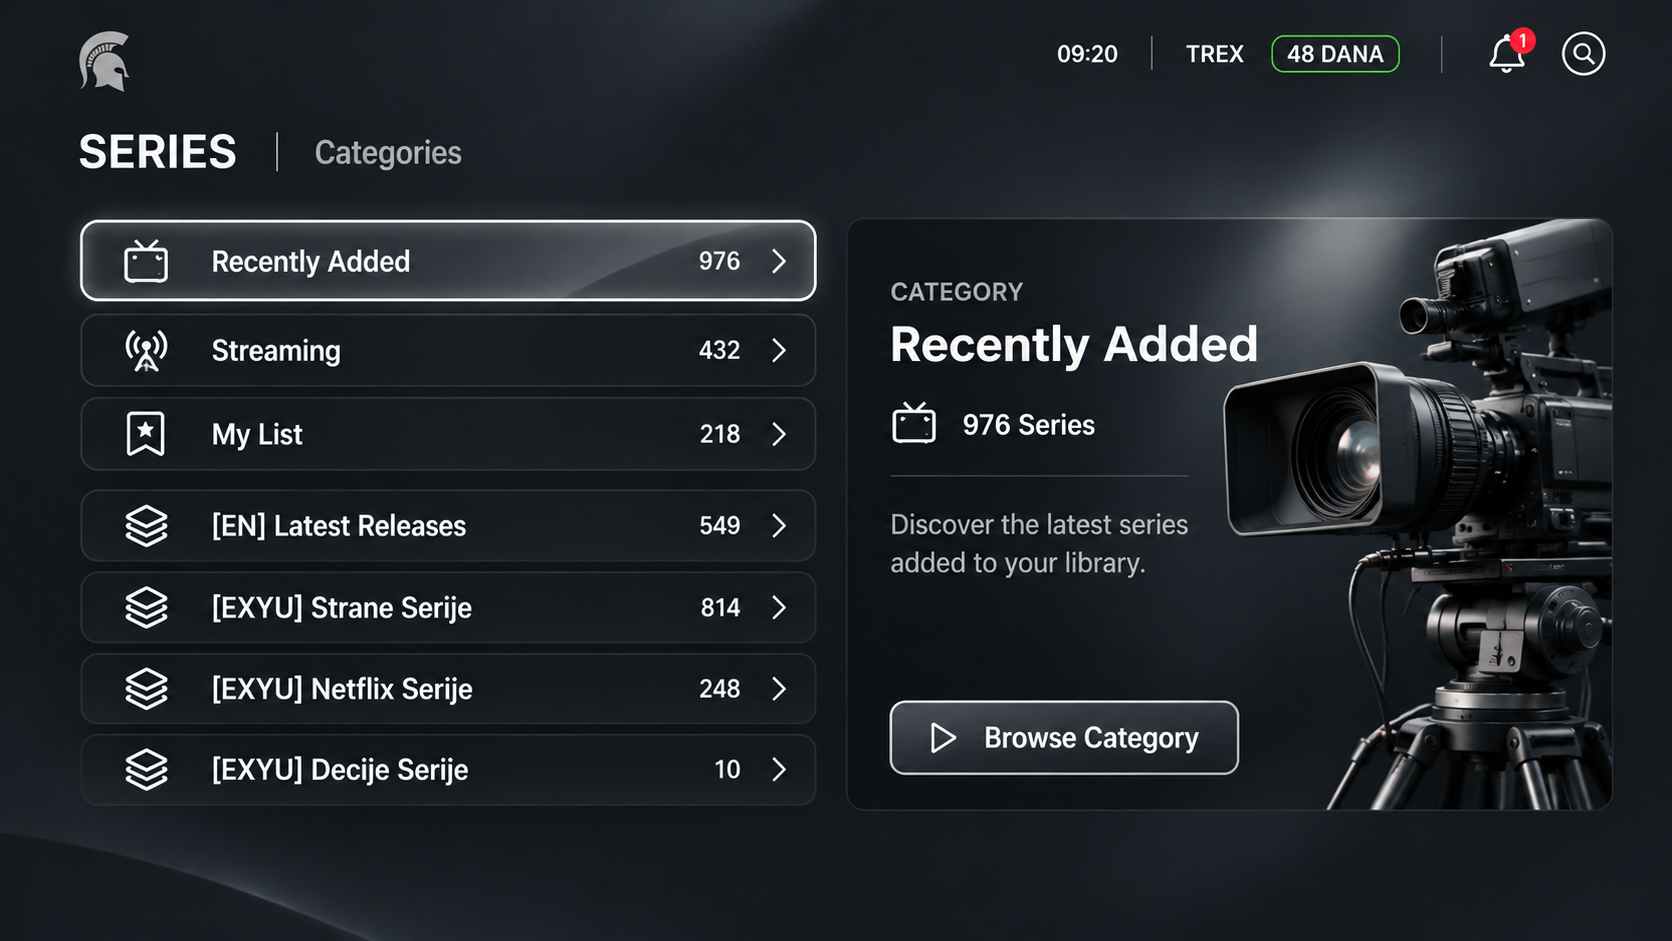 09:20
TREX
48 DANA
1
SERIES
Categories
Recently Added 976
Streaming 432
My List 218
[EN] Latest Releases 549
[EXYU] Strane Serije 814
[EXYU] Netflix Serije 248
[EXYU] Decije Serije 10
CATEGORY
Recently Added
976 Series
Discover the latest series
added to your library.
Browse Category